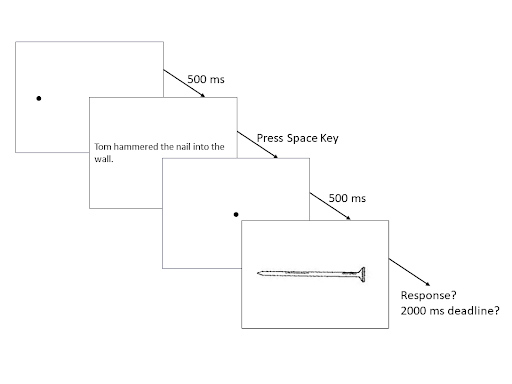 500 ms
Tom hammered the nail into the
wall.
Press Space Key
500 ms
Response?
2000 ms deadline?